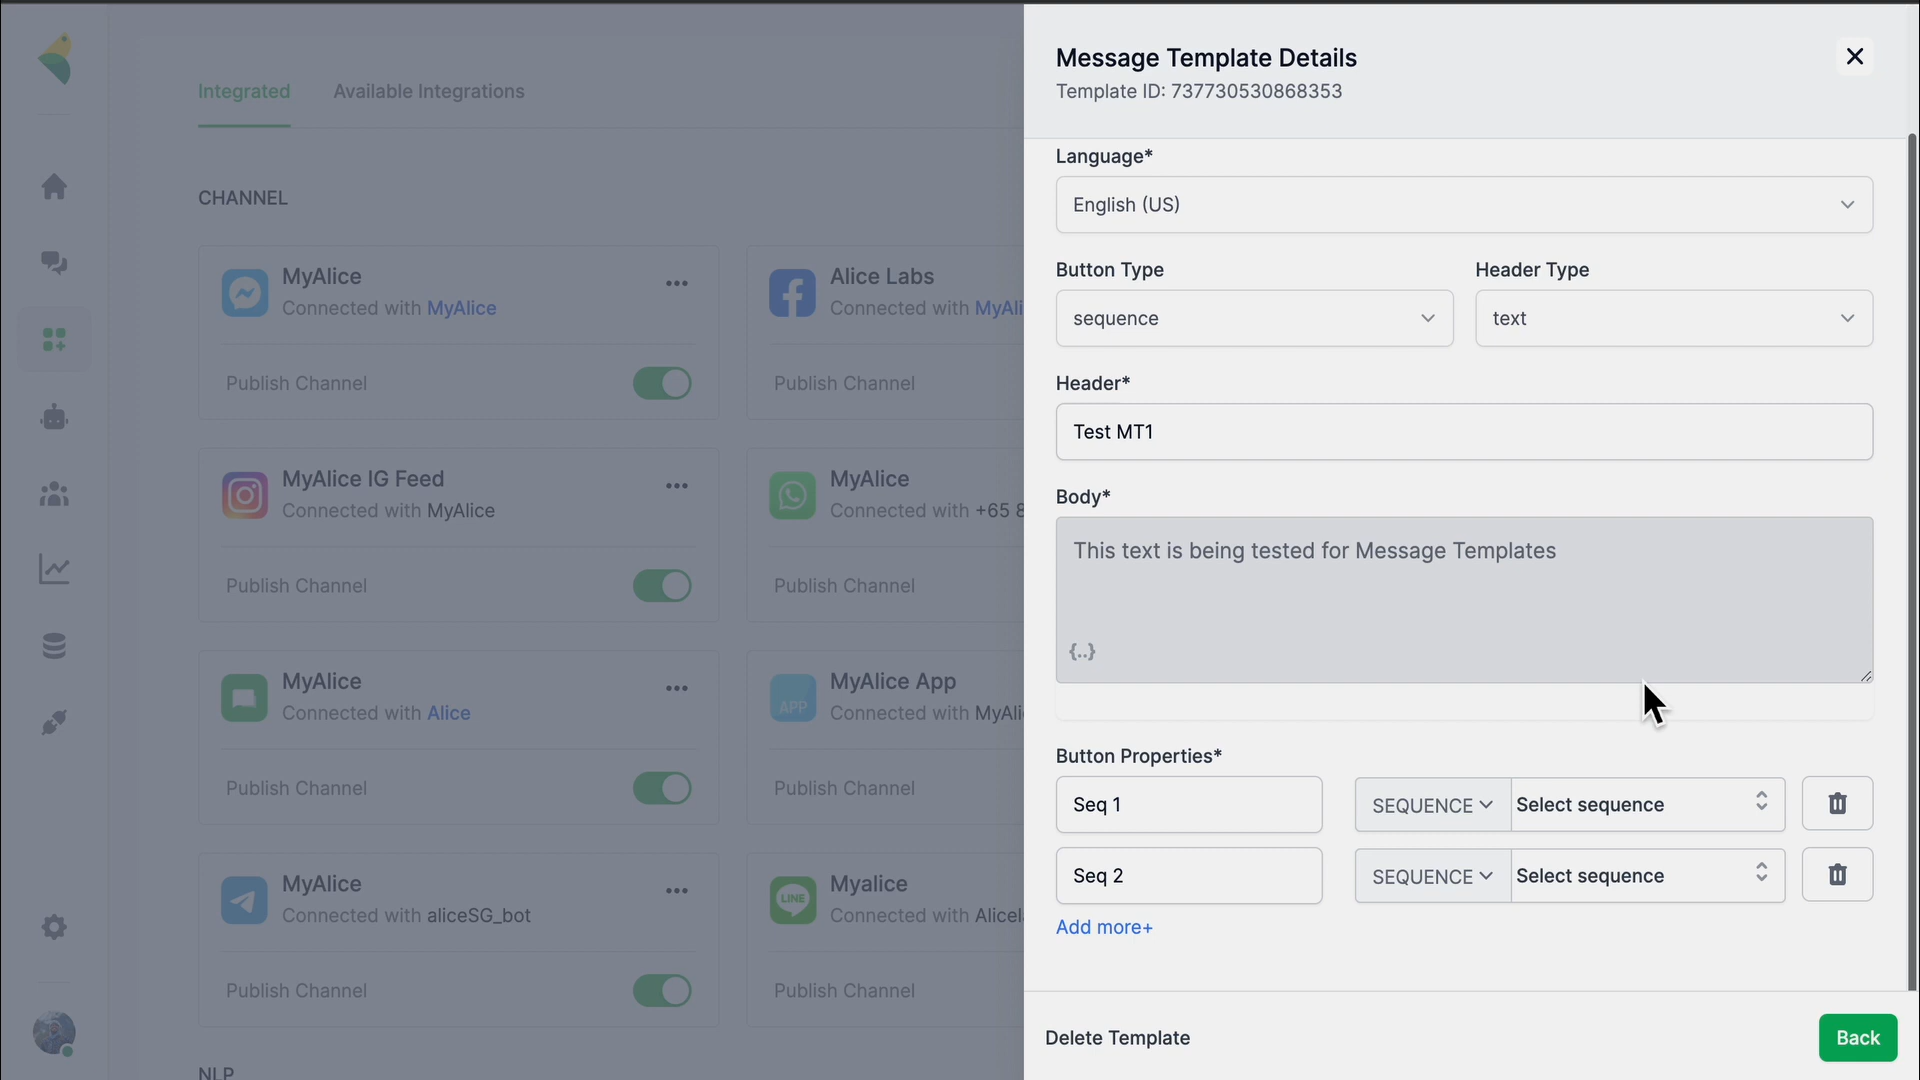 Integrated
Available Integrations
CHANNEL
MyAlice
Connected with MyAlice
Publish Channel
Alice Labs
Connected with MyAli
Publish Channel
MyAlice IG Feed
Connected with MyAlice
Publish Channel
MyAlice
Connected with +65 8
Publish Channel
MyAlice
Connected with Alice
Publish Channel
APP
MyAlice App
Connected with MyAli
Publish Channel
MyAlice
Connected with aliceSG_bot
Publish Channel
LINE
Myalice
Connected with Alicel
Publish Channel
NLP
Message Template Details
Template ID: 737730530868353
Language*
English (US)
Button Type
sequence
Header Type
text
Header*
Test MT1
Body*
This text is being tested for Message Templates
{..}
Button Properties*
Seq 1
SEQUENCE
Select sequence
Seq 2
SEQUENCE
Select sequence
Add more+
Delete Template
Back